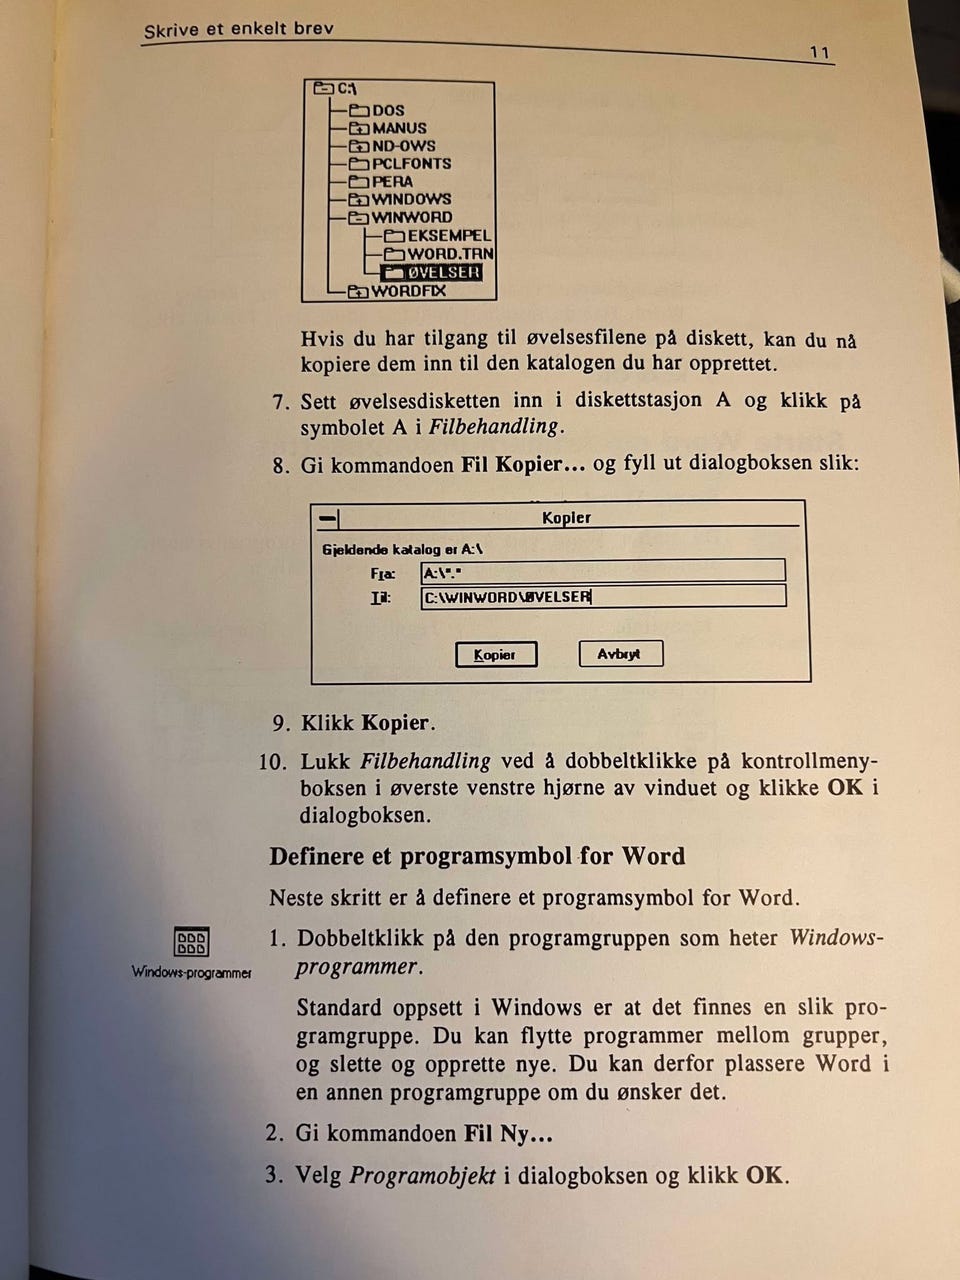 Skrive et enkelt brev
11
C:\
DOS
MANUS
ND-OWS
PCLFONTS
PERA
WINDOWS
WINWORD
EKSEMPEL
WORD.TRN
ØVELSER
WORDFIX
Hvis du har tilgang til øvelsesfilene på diskett, kan du nå
kopiere dem inn til den katalogen du har opprettet.
7. Sett øvelsesdisketten inn i diskettstasjon A og klikk på
symbolet A i Filbehandling.
8. Gi kommandoen Fil Kopier... og fyll ut dialogboksen slik:
Kopier
Gjeldende katalog er A:\
Fra: A:\*.*
Til: C:\WINWORD\ØVELSER
Kopier Avbryt
9. Klikk Kopier.
10. Lukk Filbehandling ved å dobbeltklikke på kontrollmeny-
boksen i øverste venstre hjørne av vinduet og klikke OK i
dialogboksen.
Definere et programsymbol for Word
Neste skritt er å definere et programsymbol for Word.
Windows-programmer
1. Dobbeltklikk på den programgruppen som heter Windows-
programmer.
Standard oppsett i Windows er at det finnes en slik pro-
gramgruppe. Du kan flytte programmer mellom grupper,
og slette og opprette nye. Du kan derfor plassere Word i
en annen programgruppe om du ønsker det.
2. Gi kommandoen Fil Ny...
3. Velg Programobjekt i dialogboksen og klikk OK.